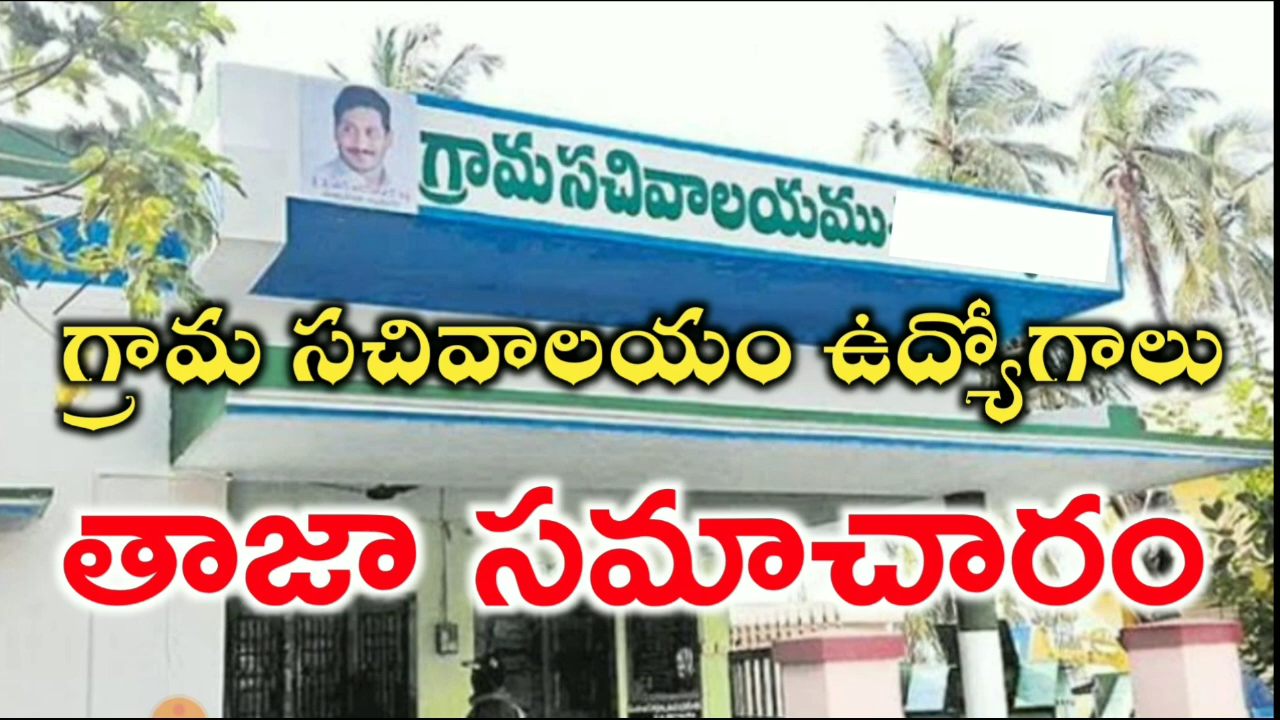 గ్రామ సచివాలయము
గ్రామ సచివాలయం ఉద్యోగాలు
తాజా సమాచారం